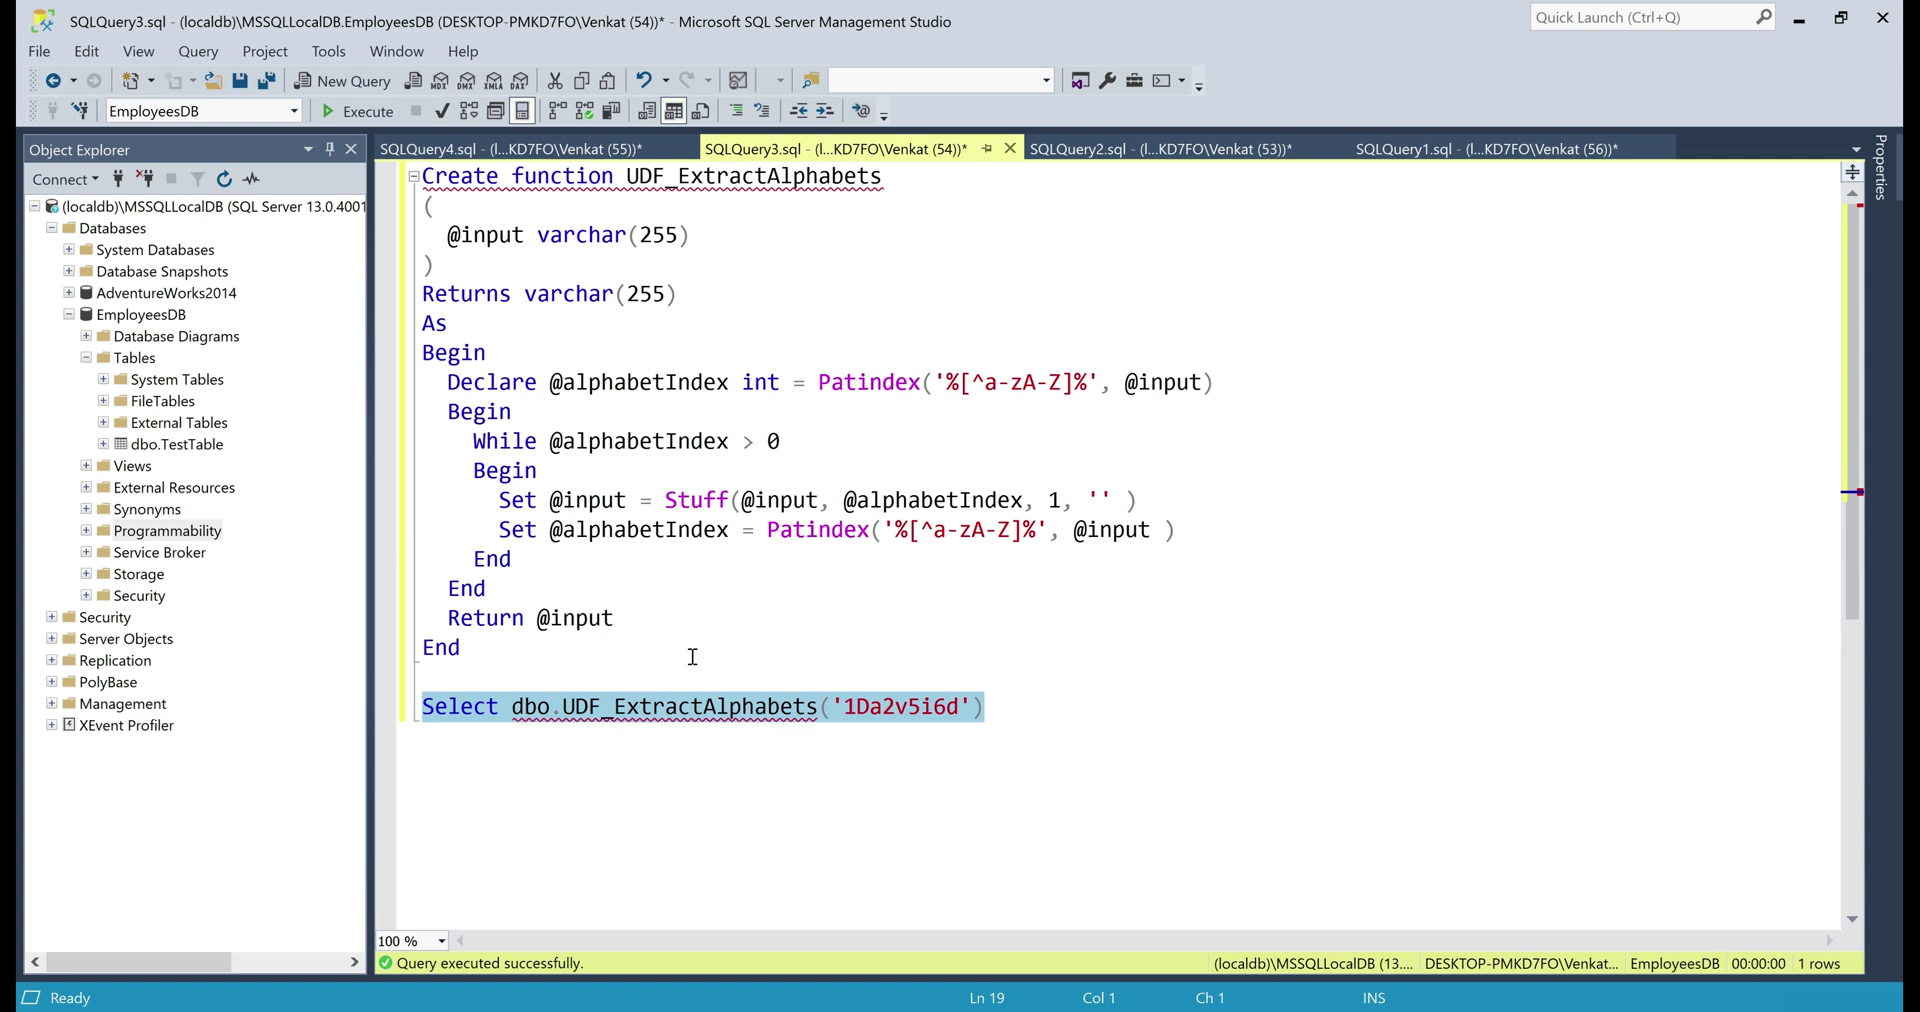 SQLQuery3.sql - (localdb)\MSSQLLocalDB.EmployeesDB (DESKTOP-PMKD7FO\Venkat (54))* - Microsoft SQL Server Management Studio
Quick Launch (Ctrl+Q)
File Edit View Query Project Tools Window Help
New Query MDX DMX XMLA DAX
EmployeesDB Execute
Object Explorer
SQLQuery4.sql - (l...KD7FO\Venkat (55))* SQLQuery3.sql - (l...KD7FO\Venkat (54))* SQLQuery2.sql - (l...KD7FO\Venkat (53))* SQLQuery1.sql - (l...KD7FO\Venkat (56))*
Properties
Connect
(localdb)\MSSQLLocalDB (SQL Server 13.0.4001
Databases
System Databases
Database Snapshots
AdventureWorks2014
EmployeesDB
Database Diagrams
Tables
System Tables
FileTables
External Tables
dbo.TestTable
Views
External Resources
Synonyms
Programmability
Service Broker
Storage
Security
Security
Server Objects
Replication
PolyBase
Management
XEvent Profiler
Create function UDF_ExtractAlphabets
(
@input varchar(255)
)
Returns varchar(255)
As
Begin
Declare @alphabetIndex int = Patindex('%[^a-zA-Z]%', @input)
Begin
While @alphabetIndex > 0
Begin
Set @input = Stuff(@input, @alphabetIndex, 1, '' )
Set @alphabetIndex = Patindex('%[^a-zA-Z]%', @input )
End
End
Return @input
End
Select dbo.UDF_ExtractAlphabets('1Da2v5i6d')
100 %
Query executed successfully. (localdb)\MSSQLLocalDB (13.... DESKTOP-PMKD7FO\Venkat... EmployeesDB 00:00:00 1 rows
Ready Ln 19 Col 1 Ch 1 INS